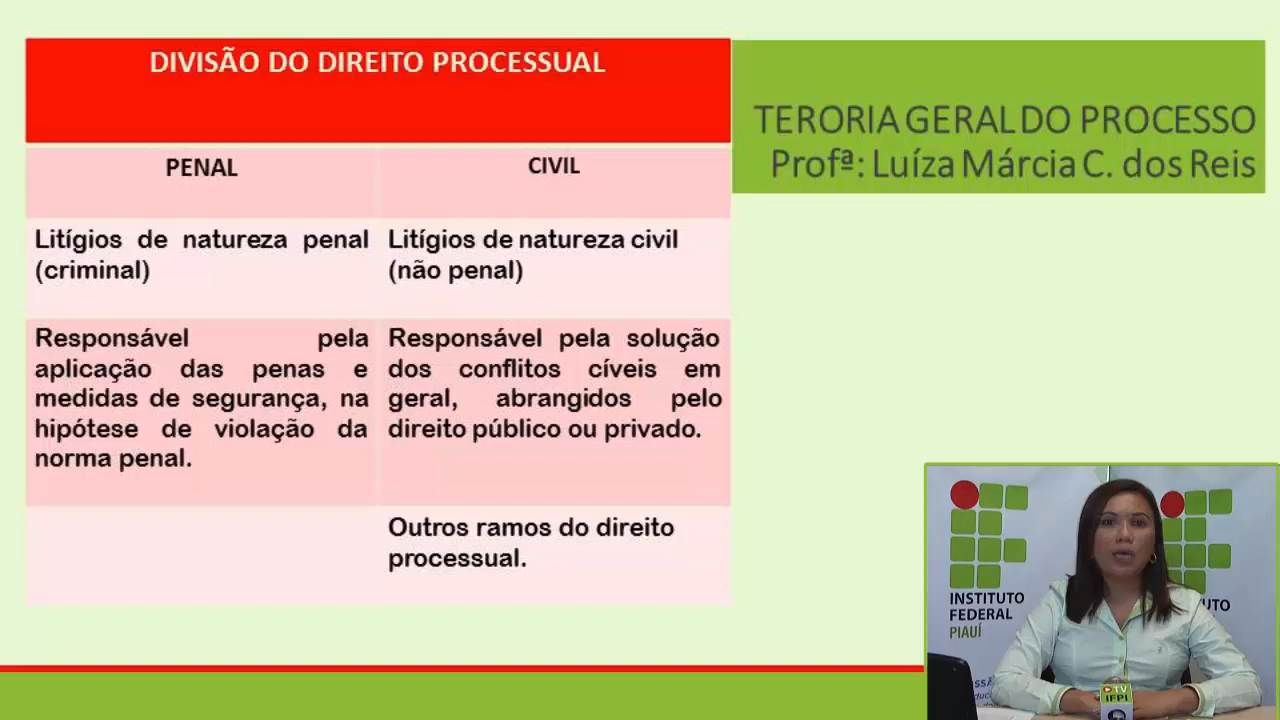 DIVISÃO DO DIREITO PROCESSUAL
PENAL
CIVIL
Litígios de natureza penal
(criminal)
Litígios de natureza civil
(não penal)
Responsável pela
aplicação das penas e
medidas de segurança, na
hipótese de violação da
norma penal.
Responsável pela solução
dos conflitos cíveis em
geral, abrangidos pelo
direito público ou privado.
Outros ramos do direito
processual.
TERORIA GERAL DO PROCESSO
Profª: Luíza Márcia C. dos Reis
INSTITUTO
FEDERAL
PIAUÍ
UTO
TV
IFPI